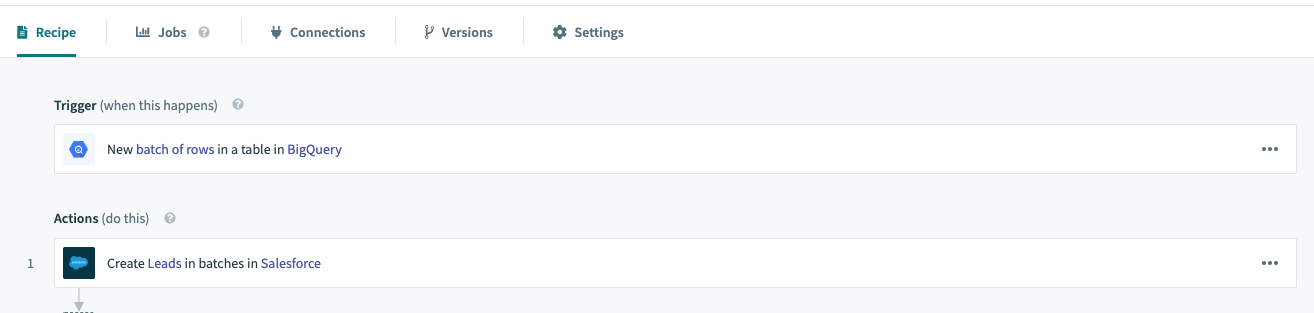 Recipe Jobs ? Connections Versions Settings
Trigger (when this happens) ?
New batch of rows in a table in BigQuery
Actions (do this) ?
1 Create Leads in batches in Salesforce